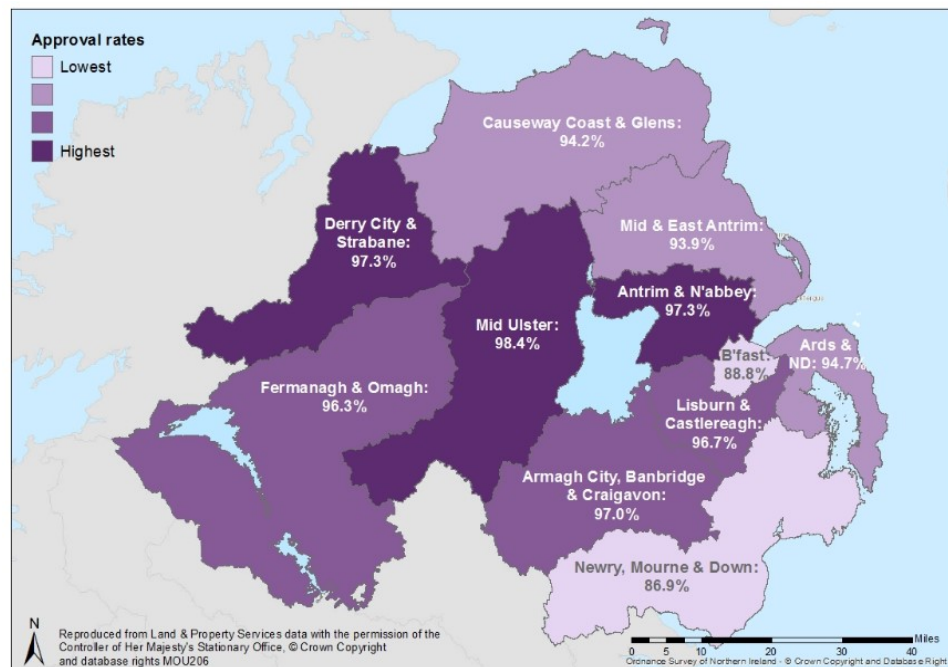 Approval rates
Lowest
Highest
Causeway Coast & Glens:
94.2%
Derry City &
Strabane:
97.3%
Mid & East Antrim:
93.9%
Antrim & N'abbey:
97.3%
Mid Ulster:
98.4%
B'fast:
88.8%
Ards &
ND: 94.7%
Fermanagh & Omagh:
96.3%
Lisburn &
Castlereagh:
96.7%
Armagh City, Banbridge
& Craigavon:
97.0%
Newry, Mourne & Down:
86.9%
N
Reproduced from Land & Property Services data with the permission of the
Controller of Her Majesty's Stationary Office, © Crown Copyright
and database rights MOU206
Miles
0 5 10 20 30 40
Ordnance Survey of Northern Ireland - © Crown Copyright and Database Right